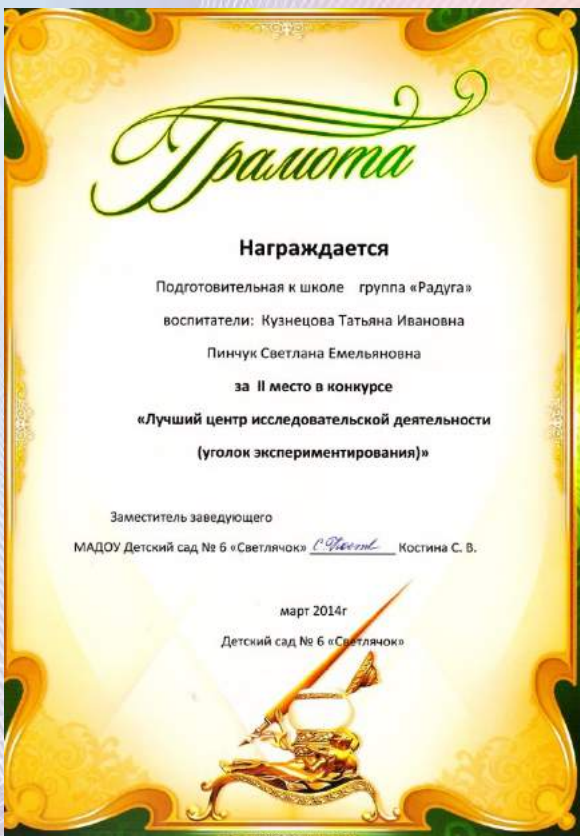 Грамота
Награждается
Подготовительная к школе группа «Радуга»
воспитатели: Кузнецова Татьяна Ивановна
Пинчук Светлана Емельяновна
за II место в конкурсе
«Лучший центр исследовательской деятельности
(уголок экспериментирования)»
Заместитель заведующего
МАДОУ Детский сад № 6 «Светлячок» Костина С. В.
март 2014г
Детский сад № 6 «Светлячок»